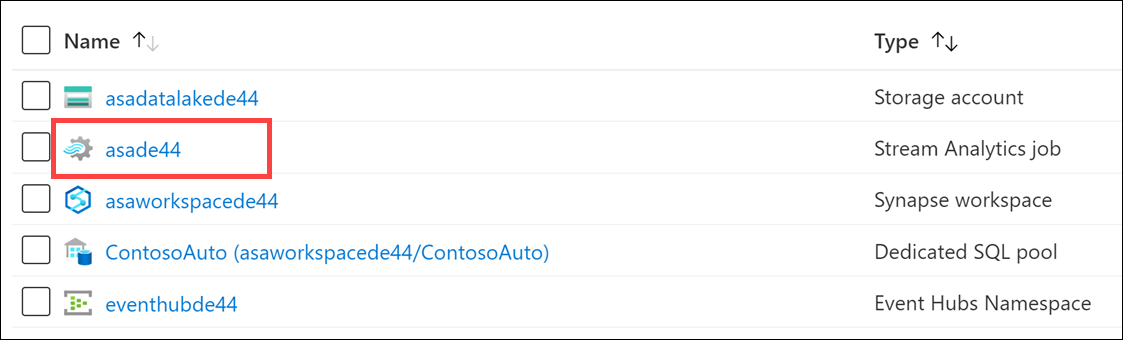 Name ↑↓ Type ↑↓
asadatalakede44 Storage account
asade44 Stream Analytics job
asaworkspacede44 Synapse workspace
ContosoAuto (asaworkspacede44/ContosoAuto) Dedicated SQL pool
eventhubde44 Event Hubs Namespace